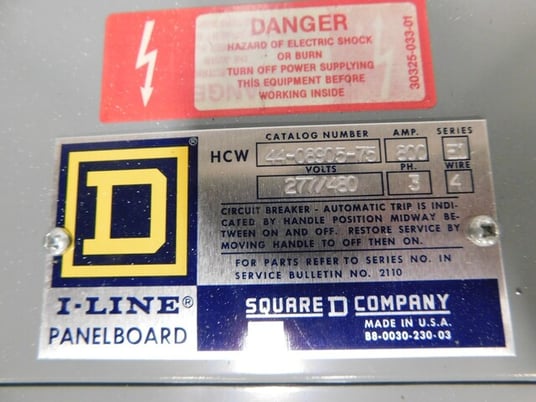 DANGER
HAZARD OF ELECTRIC SHOCK
OR BURN
TURN OFF POWER SUPPLYING
THIS EQUIPMENT BEFORE
WORKING INSIDE
30325-033-01
CATALOG NUMBER AMP. SERIES
HCW 44-08905-75
VOLTS PH. WIRE
277/480 3 4
CIRCUIT BREAKER - AUTOMATIC TRIP IS INDI-
CATED BY HANDLE POSITION MIDWAY BE-
TWEEN ON AND OFF. RESTORE SERVICE BY
MOVING HANDLE TO OFF THEN ON.
FOR PARTS REFER TO SERIES NO. IN
SERVICE BULLETIN NO. 2110
D
I-LINE®
PANELBOARD
SQUARE D COMPANY
MADE IN U.S.A.
B8-0030-230-03